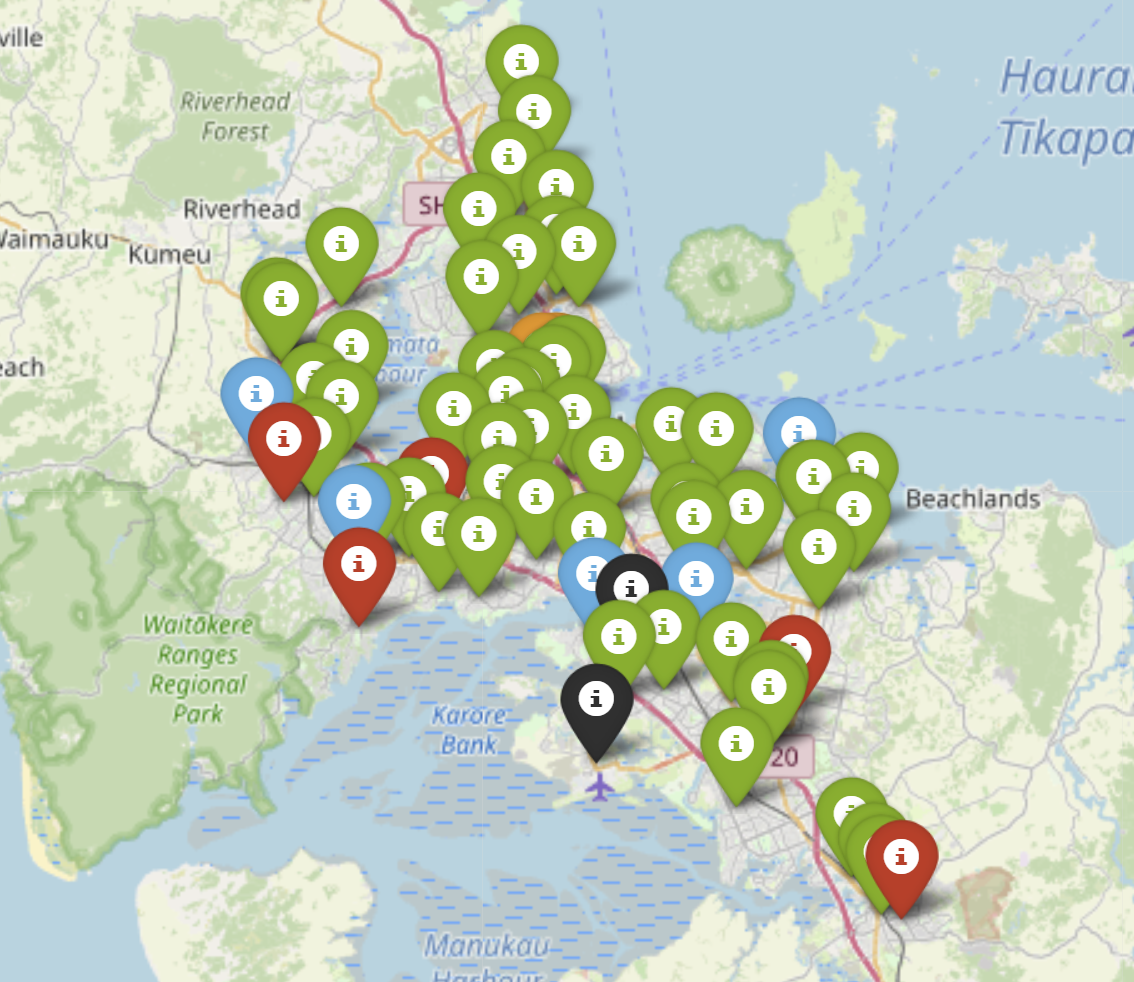 ville
Riverhead
Forest
Haura
Tīkapa
SH
Riverhead
Waimauku
Kumeu
each
mata
our
Beachlands
Waitākere
Ranges
Regional
Park
Karore
Bank
20
Manukau
Harbour